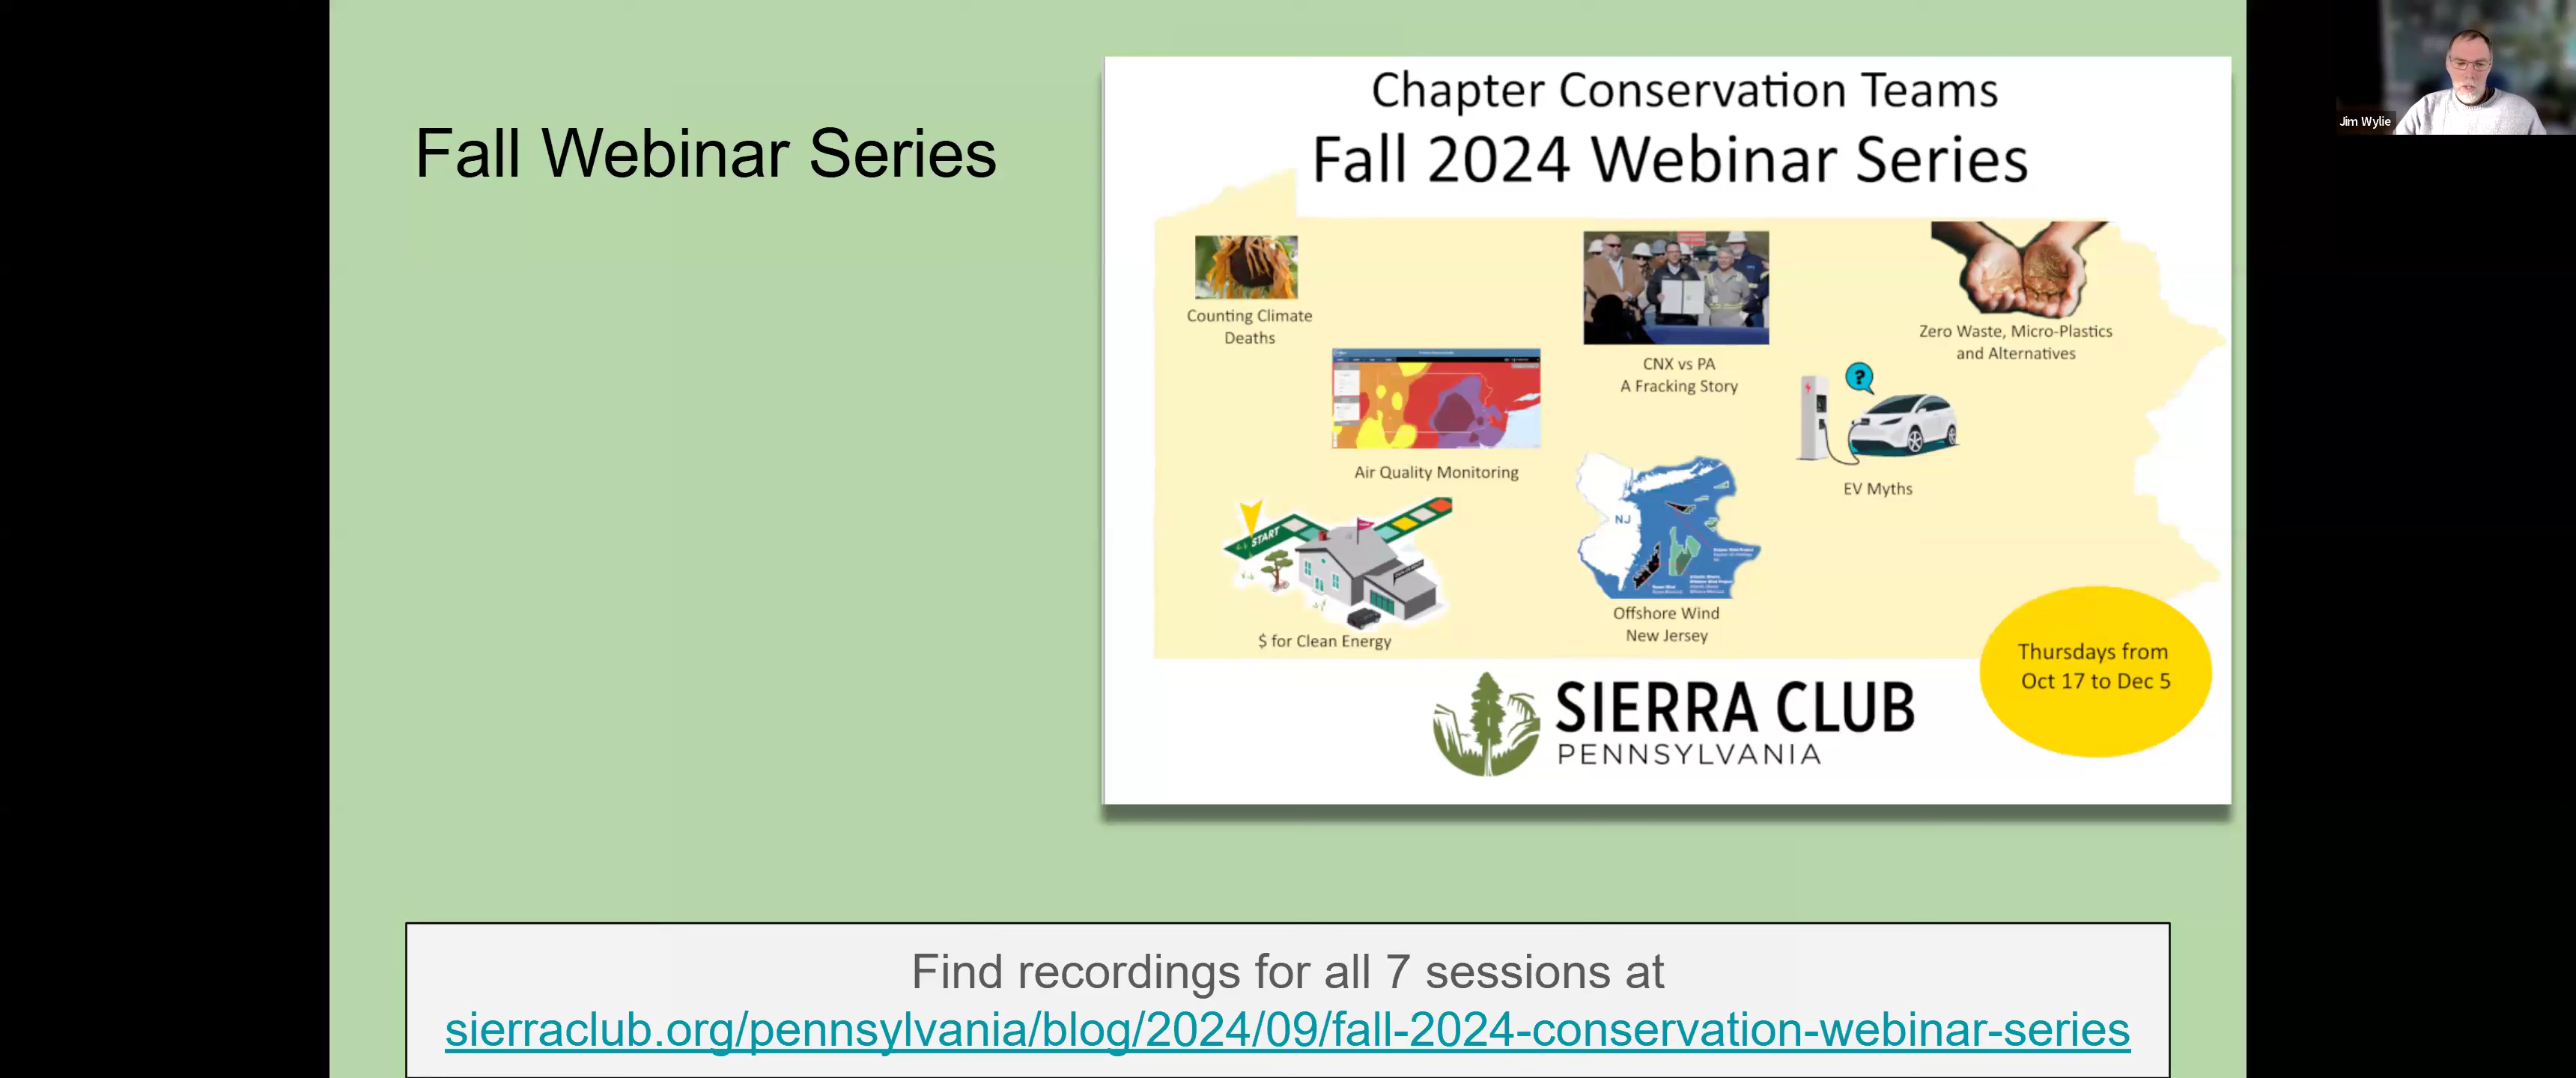 Fall Webinar Series
Chapter Conservation Teams
Fall 2024 Webinar Series
Counting Climate
Deaths
CNX vs PA
A Fracking Story
Zero Waste, Micro-Plastics
and Alternatives
Air Quality Monitoring
?
EV Myths
START
$ for Clean Energy
NJ
Offshore Wind
New Jersey
Thursdays from
Oct 17 to Dec 5
SIERRA CLUB
PENNSYLVANIA
Find recordings for all 7 sessions at
sierraclub.org/pennsylvania/blog/2024/09/fall-2024-conservation-webinar-series
Jim Wylie